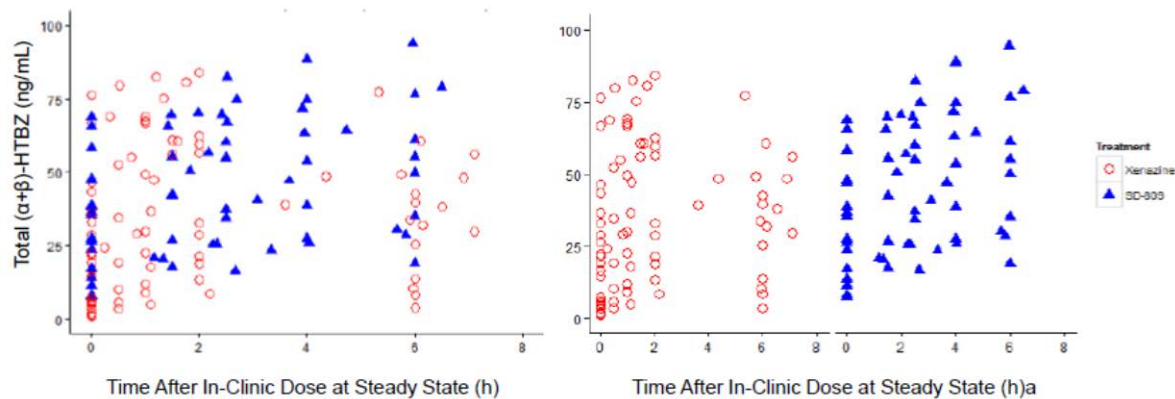 Total (α+β)-HTBZ (ng/mL)
100
75
50
25
0
0 2 4 6 8
Time After In-Clinic Dose at Steady State (h)
100
75
50
25
0
0 2 4 6 8 0 2 4 6 8
Time After In-Clinic Dose at Steady State (h)a
Treatment
Xenazine
SD-809